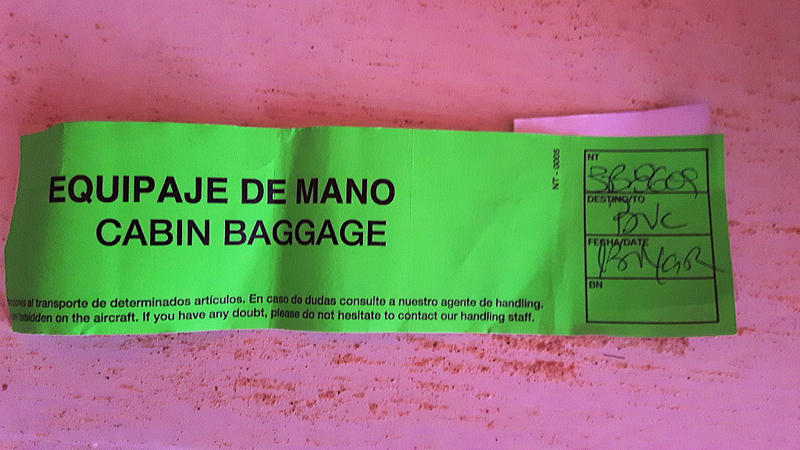 EQUIPAJE DE MANO
CABIN BAGGAGE
al transporte de determinados artículos. En caso de dudas consulte a nuestro agente de handling.
on the aircraft. If you have any doubt, please do not hesitate to contact our handling staff.
NT - 0005
NT
DESTINO/TO
BVC
FECHA/DATE
BN